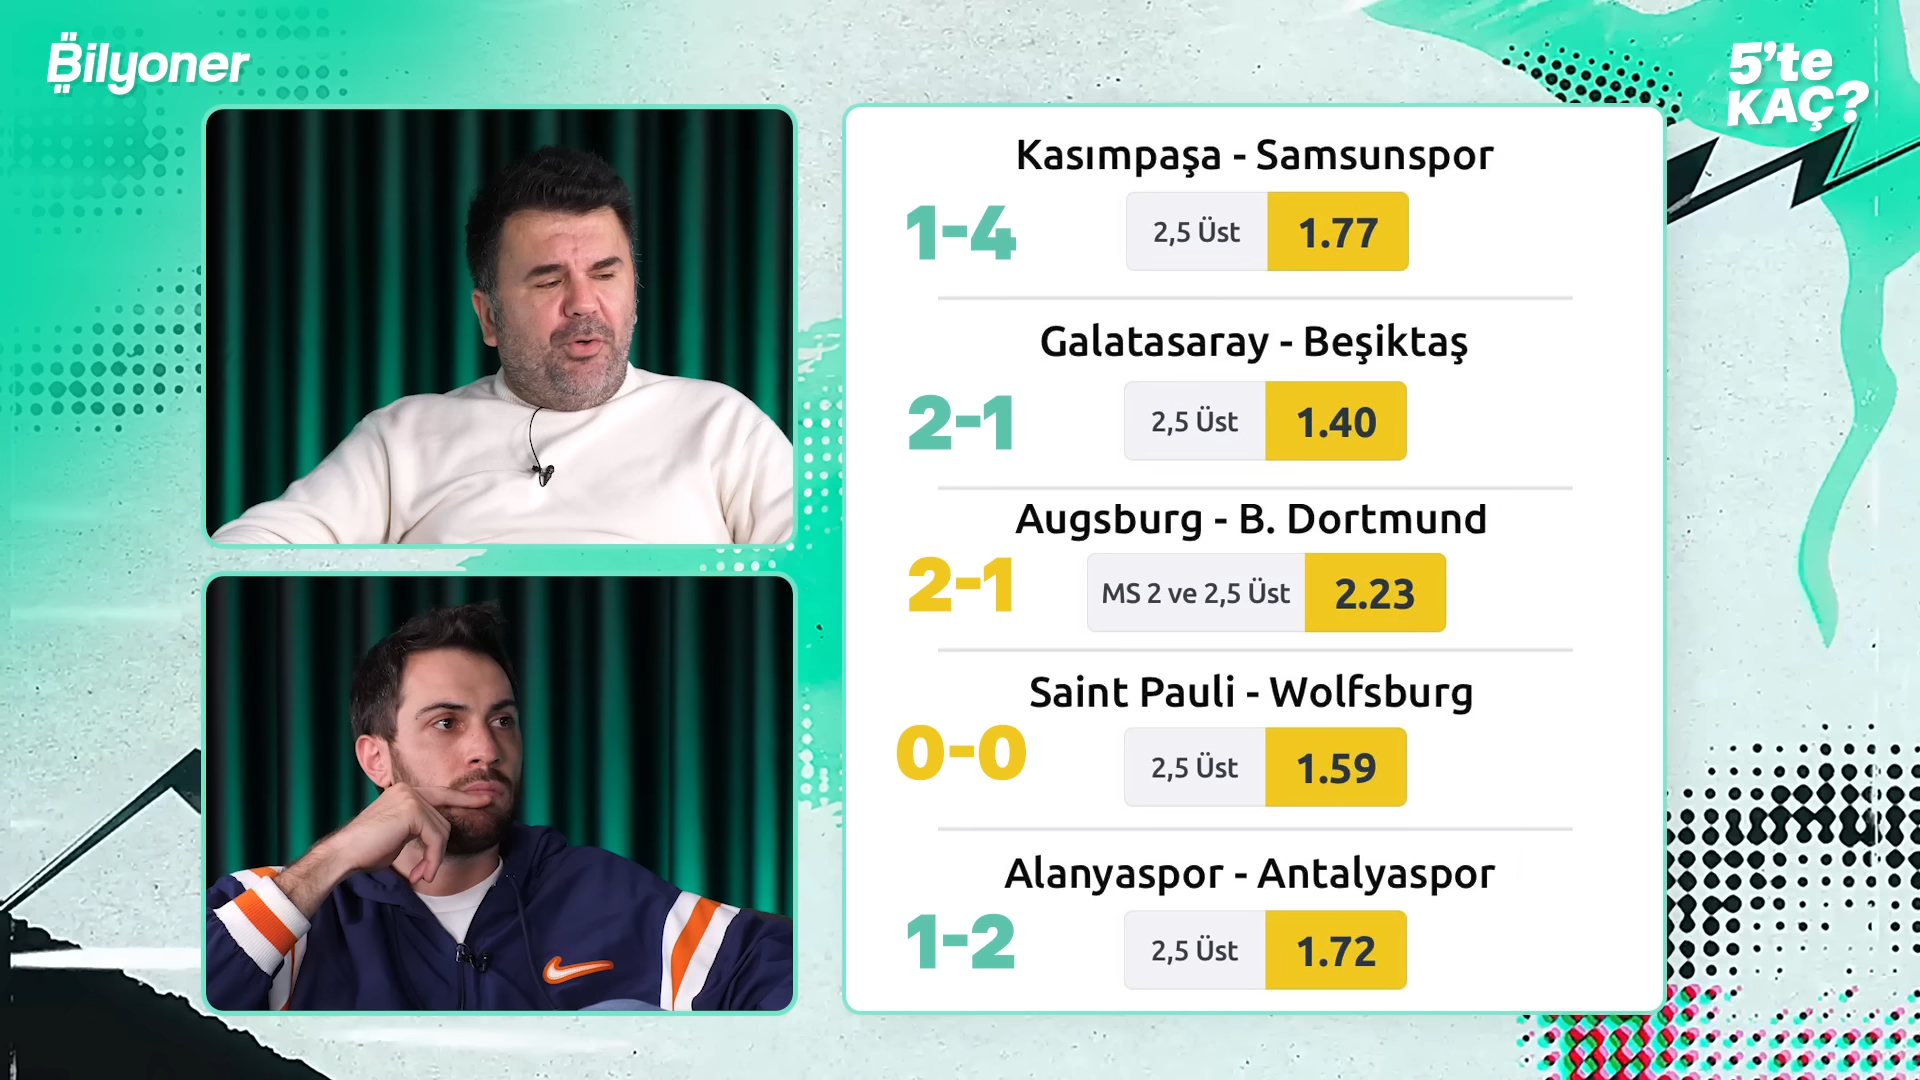 Bilyoner
5'te
KAÇ?
Kasımpaşa - Samsunspor
1-4
2,5 Üst
1.77
Galatasaray - Beşiktaş
2-1
2,5 Üst
1.40
Augsburg - B. Dortmund
2-1
MS 2 ve 2,5 Üst
2.23
Saint Pauli - Wolfsburg
0-0
2,5 Üst
1.59
Alanyaspor - Antalyaspor
1-2
2,5 Üst
1.72